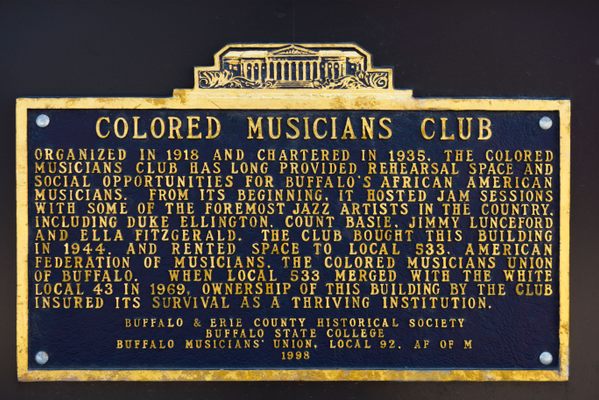 COLORED MUSICIANS CLUB
ORGANIZED IN 1918 AND CHARTERED IN 1935, THE COLORED
MUSICIANS CLUB HAS LONG PROVIDED REHEARSAL SPACE AND
SOCIAL OPPORTUNITIES FOR BUFFALO'S AFRICAN AMERICAN
MUSICIANS. FROM ITS BEGINNING, IT HOSTED JAM SESSIONS
WITH SOME OF THE FOREMOST JAZZ ARTISTS IN THE COUNTRY,
INCLUDING DUKE ELLINGTON, COUNT BASIE, JIMMY LUNCEFORD
AND ELLA FITZGERALD. THE CLUB BOUGHT THIS BUILDING
IN 1944, AND RENTED SPACE TO LOCAL 533, AMERICAN
FEDERATION OF MUSICIANS, THE COLORED MUSICIANS UNION
OF BUFFALO. WHEN LOCAL 533 MERGED WITH THE WHITE
LOCAL 43 IN 1969, OWNERSHIP OF THIS BUILDING BY THE CLUB
INSURED ITS SURVIVAL AS A THRIVING INSTITUTION.
BUFFALO & ERIE COUNTY HISTORICAL SOCIETY
BUFFALO STATE COLLEGE
BUFFALO MUSICIANS' UNION, LOCAL 92, AF OF M
1998